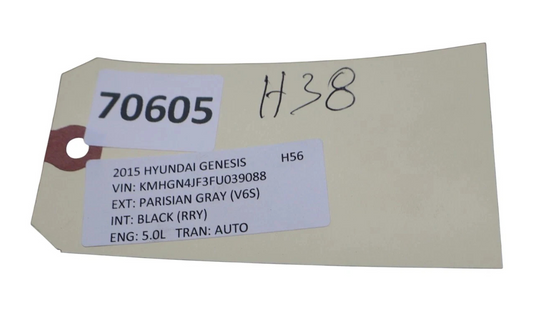 70605
H38
2015 HYUNDAI GENESIS H56
VIN: KMHGN4JF3FU039088
EXT: PARISIAN GRAY (V6S)
INT: BLACK (RRY)
ENG: 5.0L TRAN: AUTO